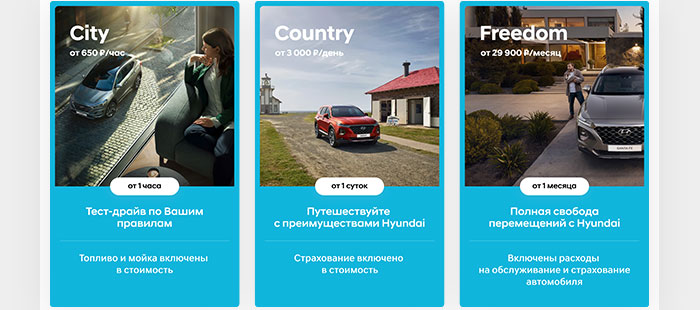 City
от 650 ₽/час
от 1 часа
Тест-драйв по Вашим
правилам
Топливо и мойка включены
в стоимость
Country
от 3 000 ₽/день
от 1 суток
Путешествуйте
с преимуществами Hyundai
Страхование включено
в стоимость
Freedom
от 29 900 ₽/месяц
SANTA FE
от 1 месяца
Полная свобода
перемещений с Hyundai
Включены расходы
на обслуживание и страхование
автомобиля